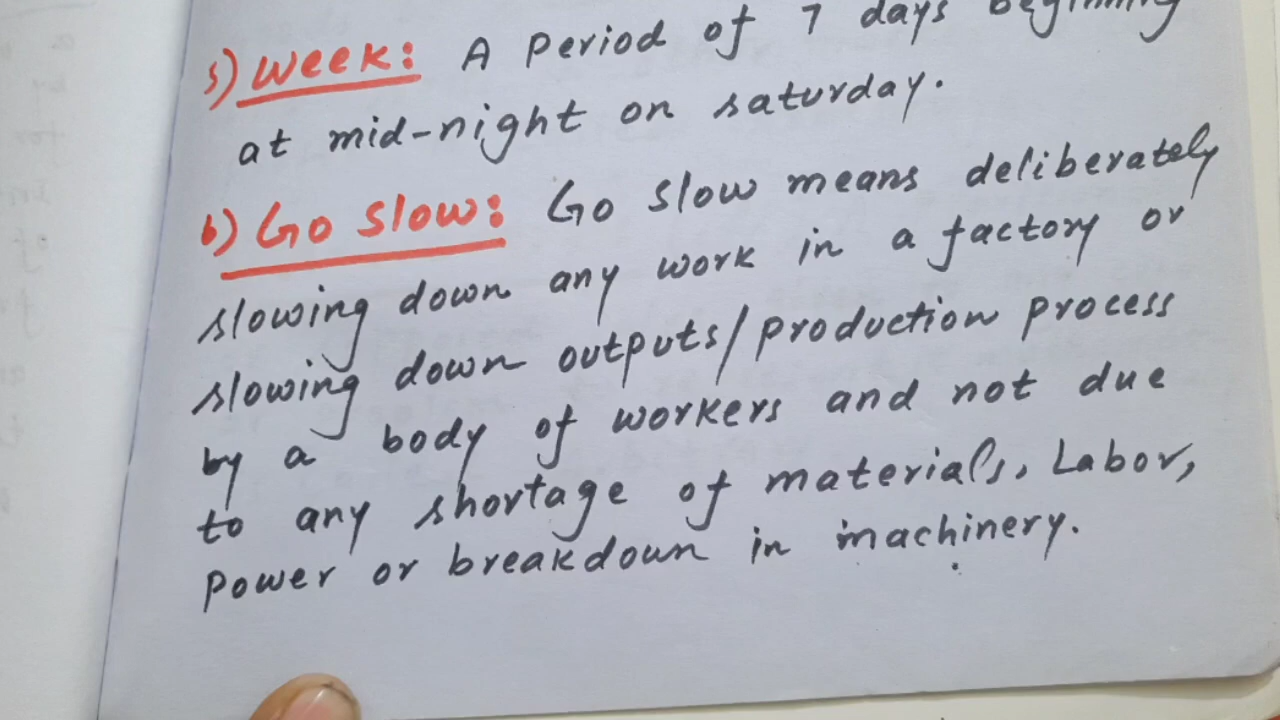 5) Week: A Period of 7 days beginning
at mid-night on saturday.
6) Go Slow: Go Slow means deliberately
slowing down any work in a factory or
slowing down outputs/production process
by a body of workers and not due
to any shortage of materials, Labor,
Power or breakdown in machinery.